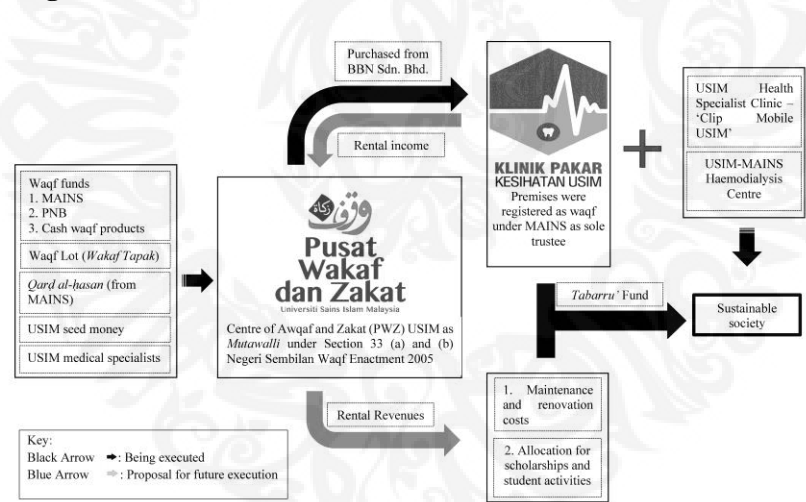 Purchased from
BBN Sdn. Bhd.
Rental income
KLINIK PAKAR
KESIHATAN USIM
Premises were
registered as waqf
under MAINS as sole
trustee
USIM Health
Specialist Clinic –
‘Clip Mobile
USIM’
USIM-MAINS
Haemodialysis
Centre
Waqf funds
1. MAINS
2. PNB
3. Cash waqf products
Waqf Lot (Wakaf Tapak)
Qarḍ al-ḥasan (from
MAINS)
USIM seed money
USIM medical specialists
وقف
زكاة
Pusat
Wakaf
dan Zakat
Universiti Sains Islam Malaysia
Centre of Awqaf and Zakat (PWZ) USIM as
Mutawalli under Section 33 (a) and (b)
Negeri Sembilan Waqf Enactment 2005
Tabarru’ Fund
Sustainable
society
Rental Revenues
1. Maintenance
and renovation
costs
2. Allocation for
scholarships and
student activities
Key:
Black Arrow : Being executed
Blue Arrow : Proposal for future execution